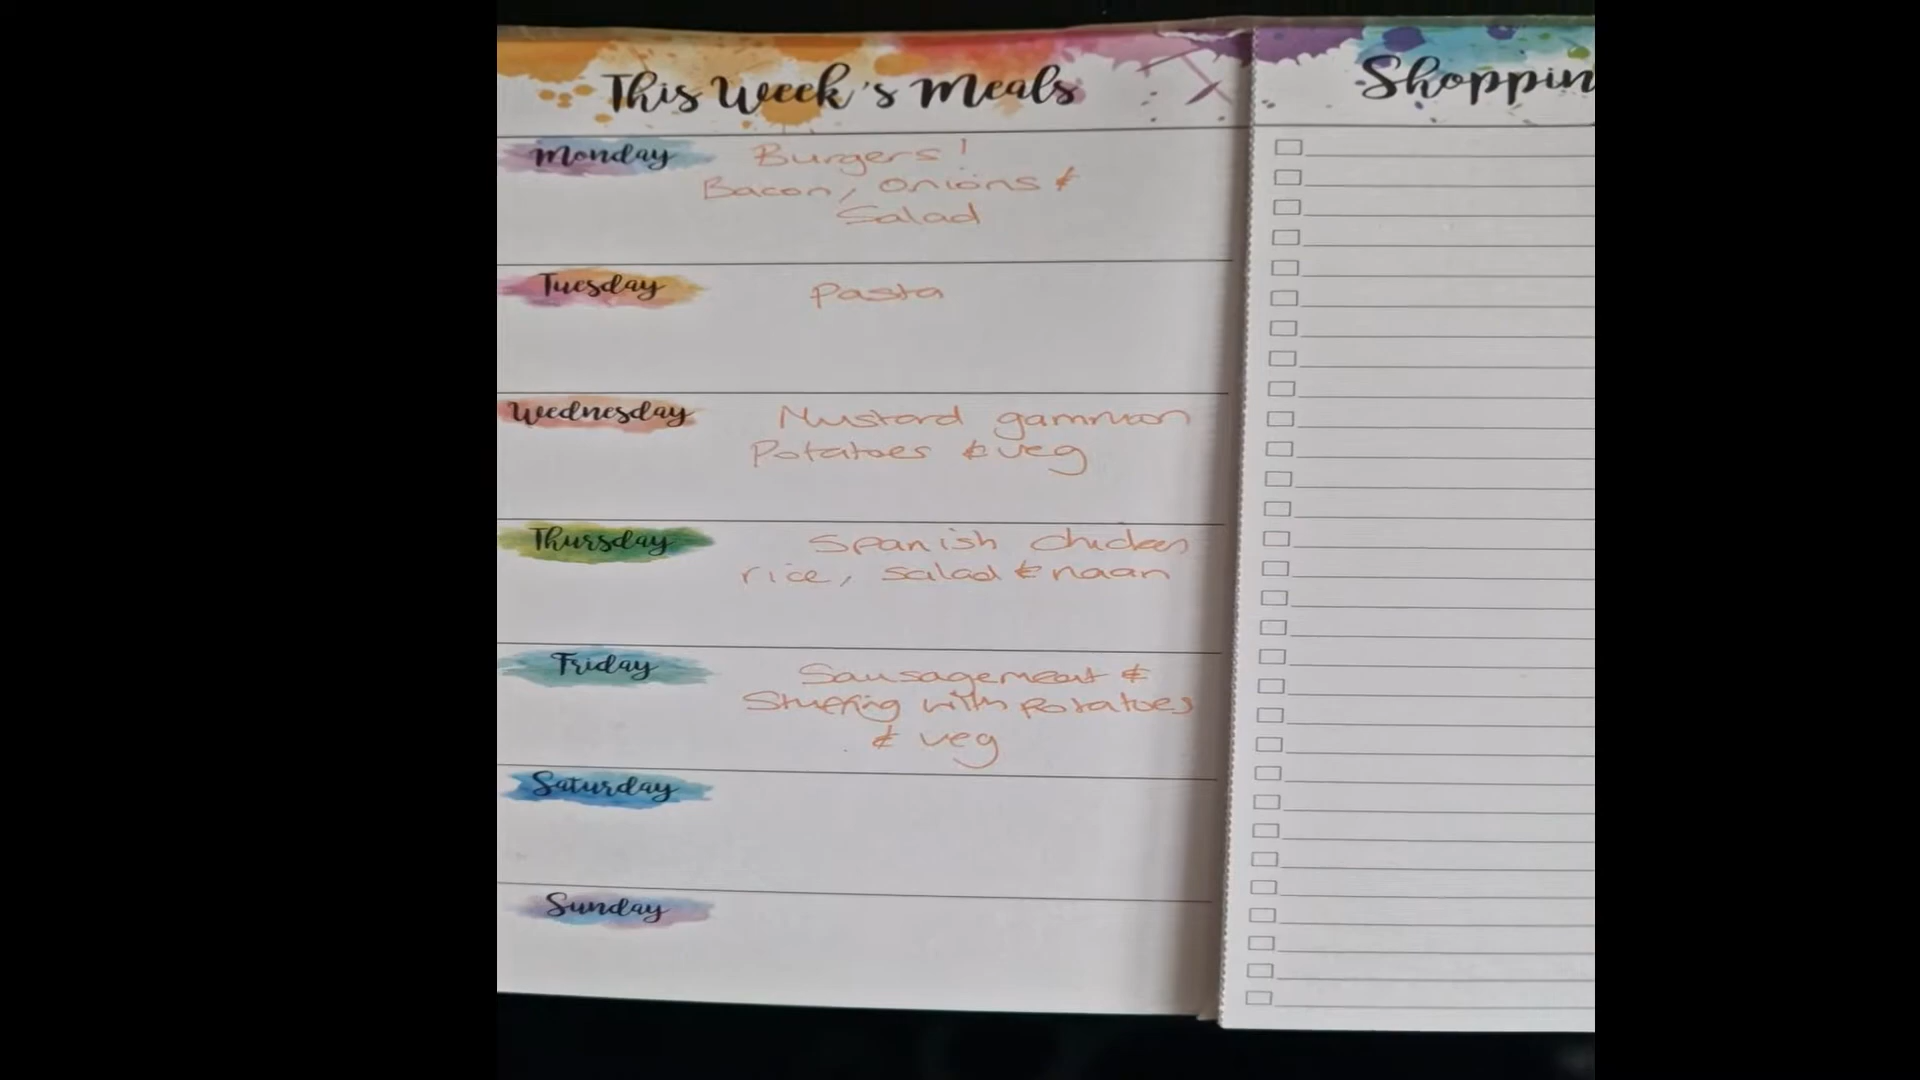 This Week's Meals
Monday Burgers!
Bacon, onions &
Salad
Tuesday Pasta
Wednesday Mustard gammon
Potatoes & veg
Thursday Spanish chicken
rice, salad & naan
Friday Sausagemeat &
Stuffing with potatoes
& veg
Saturday
Sunday
Shoppin